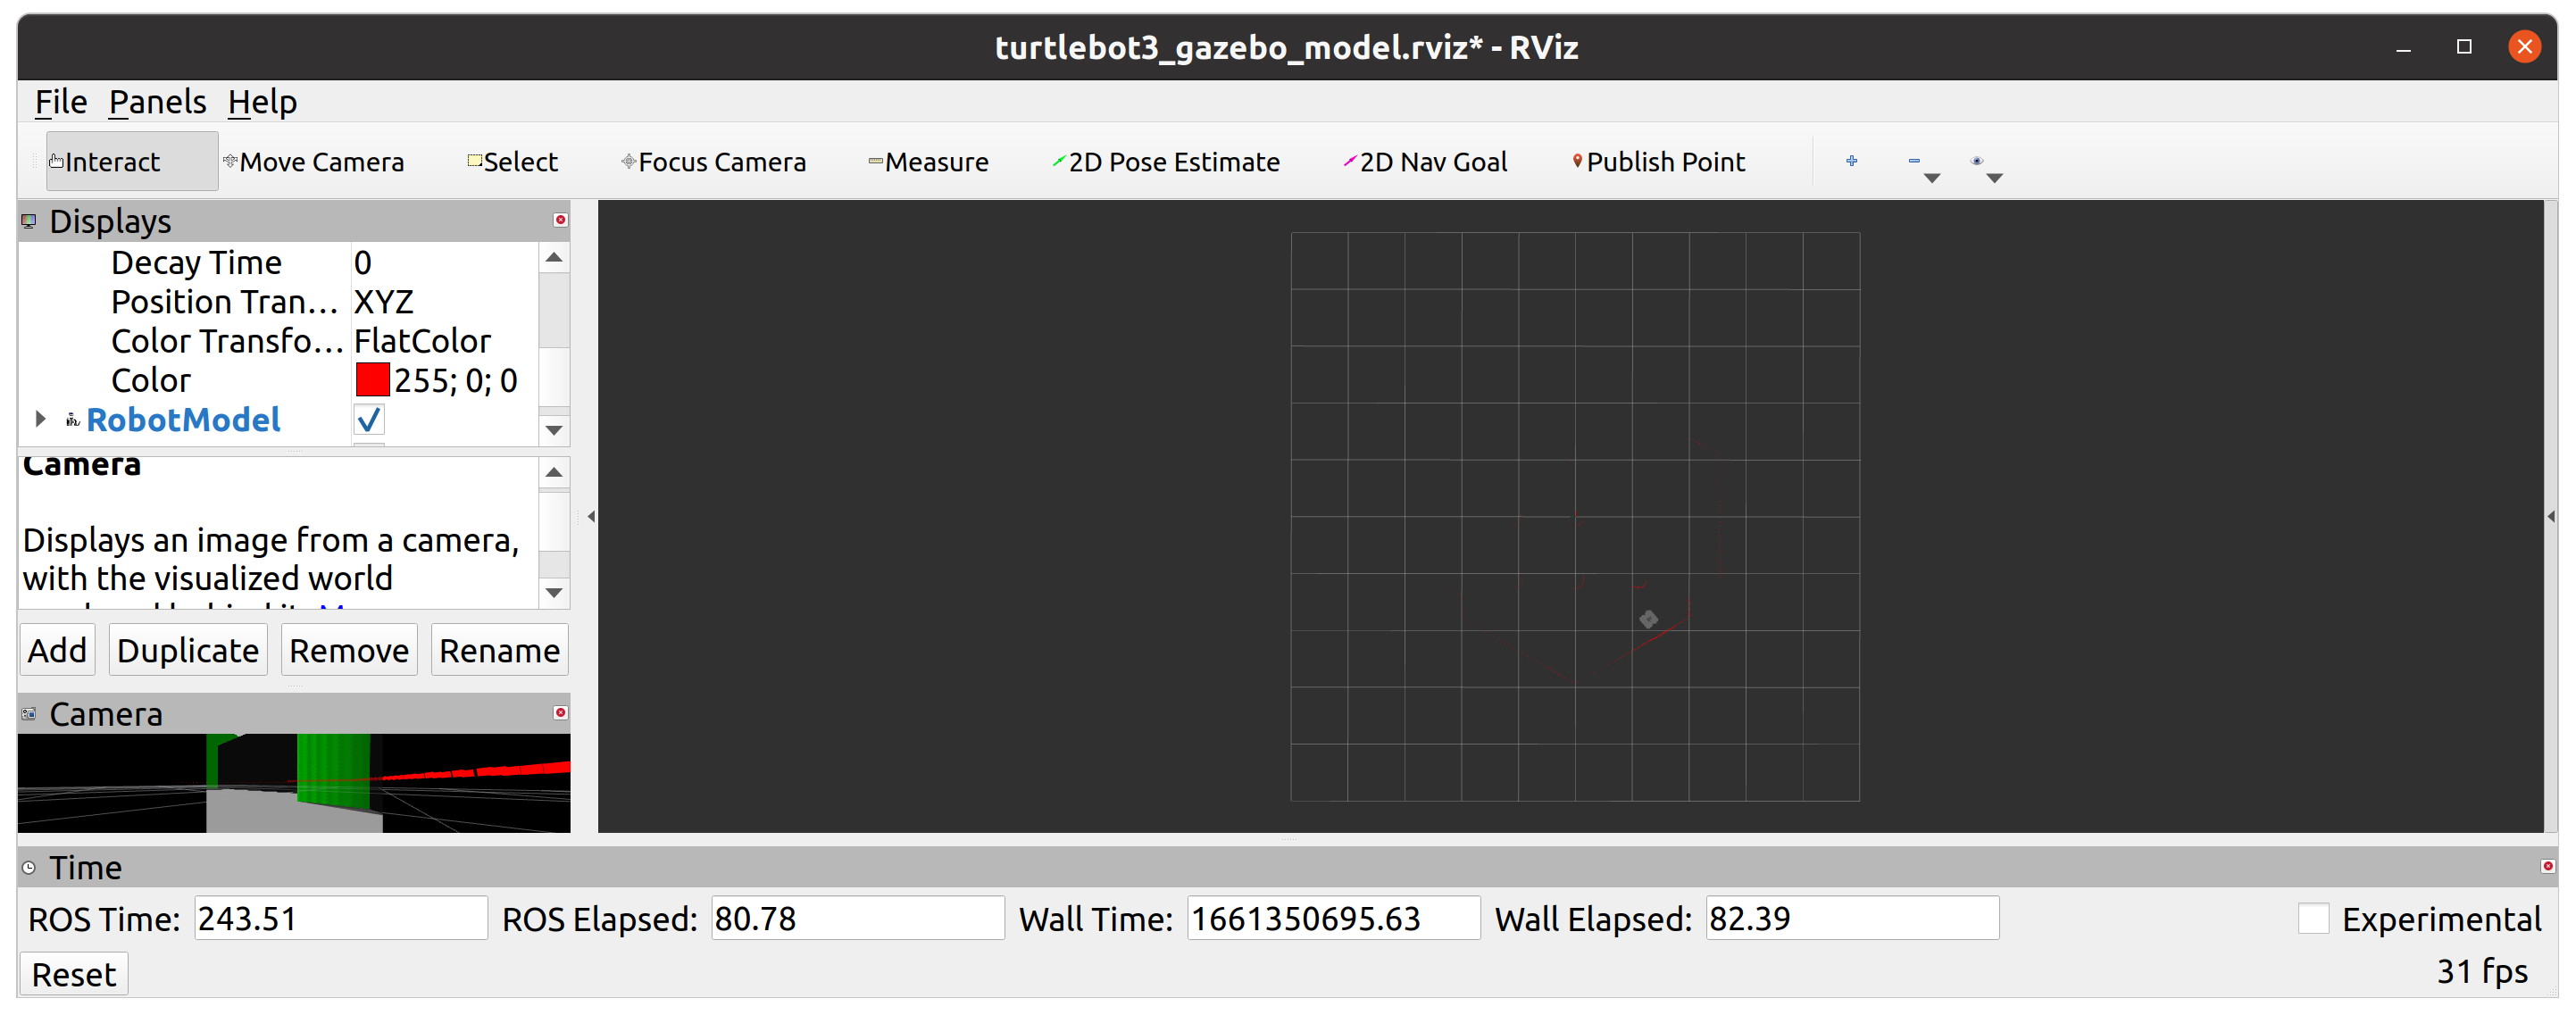 turtlebot3_gazebo_model.rviz* - RViz
File Panels Help
Interact Move Camera Select Focus Camera Measure 2D Pose Estimate 2D Nav Goal Publish Point
Displays
Decay Time 0
Position Tran… XYZ
Color Transfo… FlatColor
Color 255; 0; 0
RobotModel
Camera
Displays an image from a camera,
with the visualized world
Add Duplicate Remove Rename
Camera
Time
ROS Time: 243.51 ROS Elapsed: 80.78 Wall Time: 1661350695.63 Wall Elapsed: 82.39 Experimental
Reset 31 fps